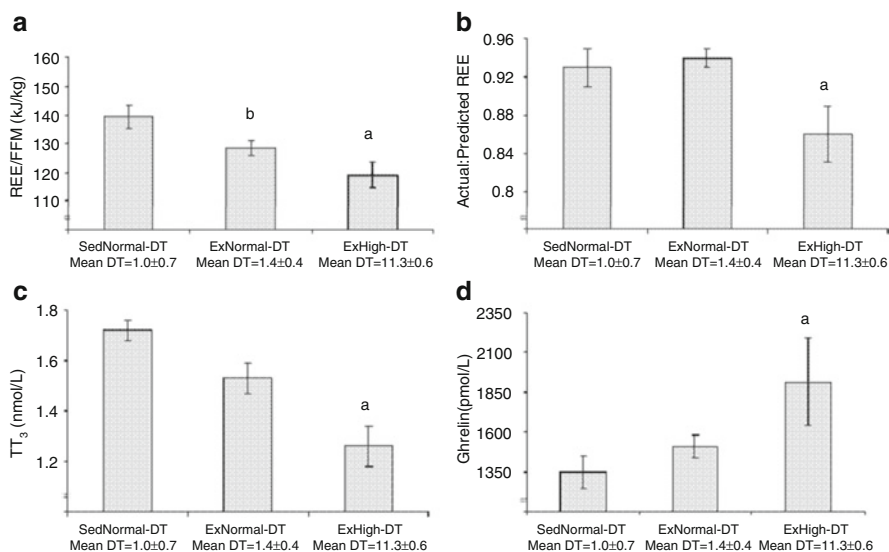 a
REE/FFM (kJ/kg)
160
150
140
130
120
110
b
a
SedNormal-DT
Mean DT=1.0±0.7
ExNormal-DT
Mean DT=1.4±0.4
ExHigh-DT
Mean DT=11.3±0.6
b
Actual:Predicted REE
0.96
0.92
0.88
0.84
0.8
a
SedNormal-DT
Mean DT=1.0±0.7
ExNormal-DT
Mean DT=1.4±0.4
ExHigh-DT
Mean DT=11.3±0.6
c
TT3 (nmol/L)
1.8
1.6
1.4
1.2
a
SedNormal-DT
Mean DT=1.0±0.7
ExNormal-DT
Mean DT=1.4±0.4
ExHigh-DT
Mean DT=11.3±0.6
d
Ghrelin(pmol/L)
2350
2100
1850
1600
1350
a
SedNormal-DT
Mean DT=1.0±0.7
ExNormal-DT
Mean DT=1.4±0.4
ExHigh-DT
Mean DT=11.3±0.6